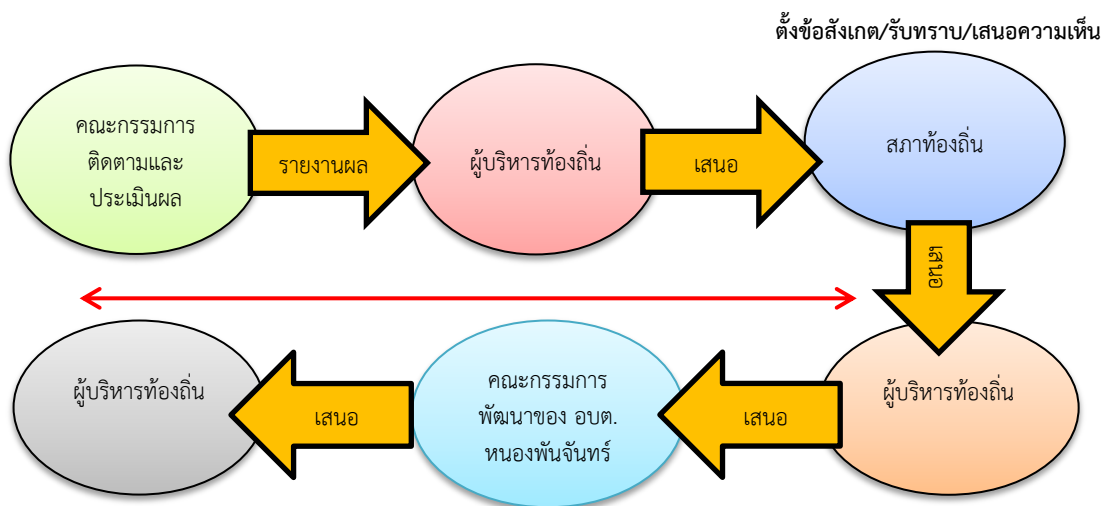 ตั้งข้อสังเกต/รับทราบ/เสนอความเห็น
คณะกรรมการ
ติดตามและ
ประเมินผล
รายงานผล
ผู้บริหารท้องถิ่น
เสนอ
สภาท้องถิ่น
เสนอ
ผู้บริหารท้องถิ่น
เสนอ
คณะกรรมการ
พัฒนาของ อบต.
หนองพันจันทร์
เสนอ
ผู้บริหารท้องถิ่น